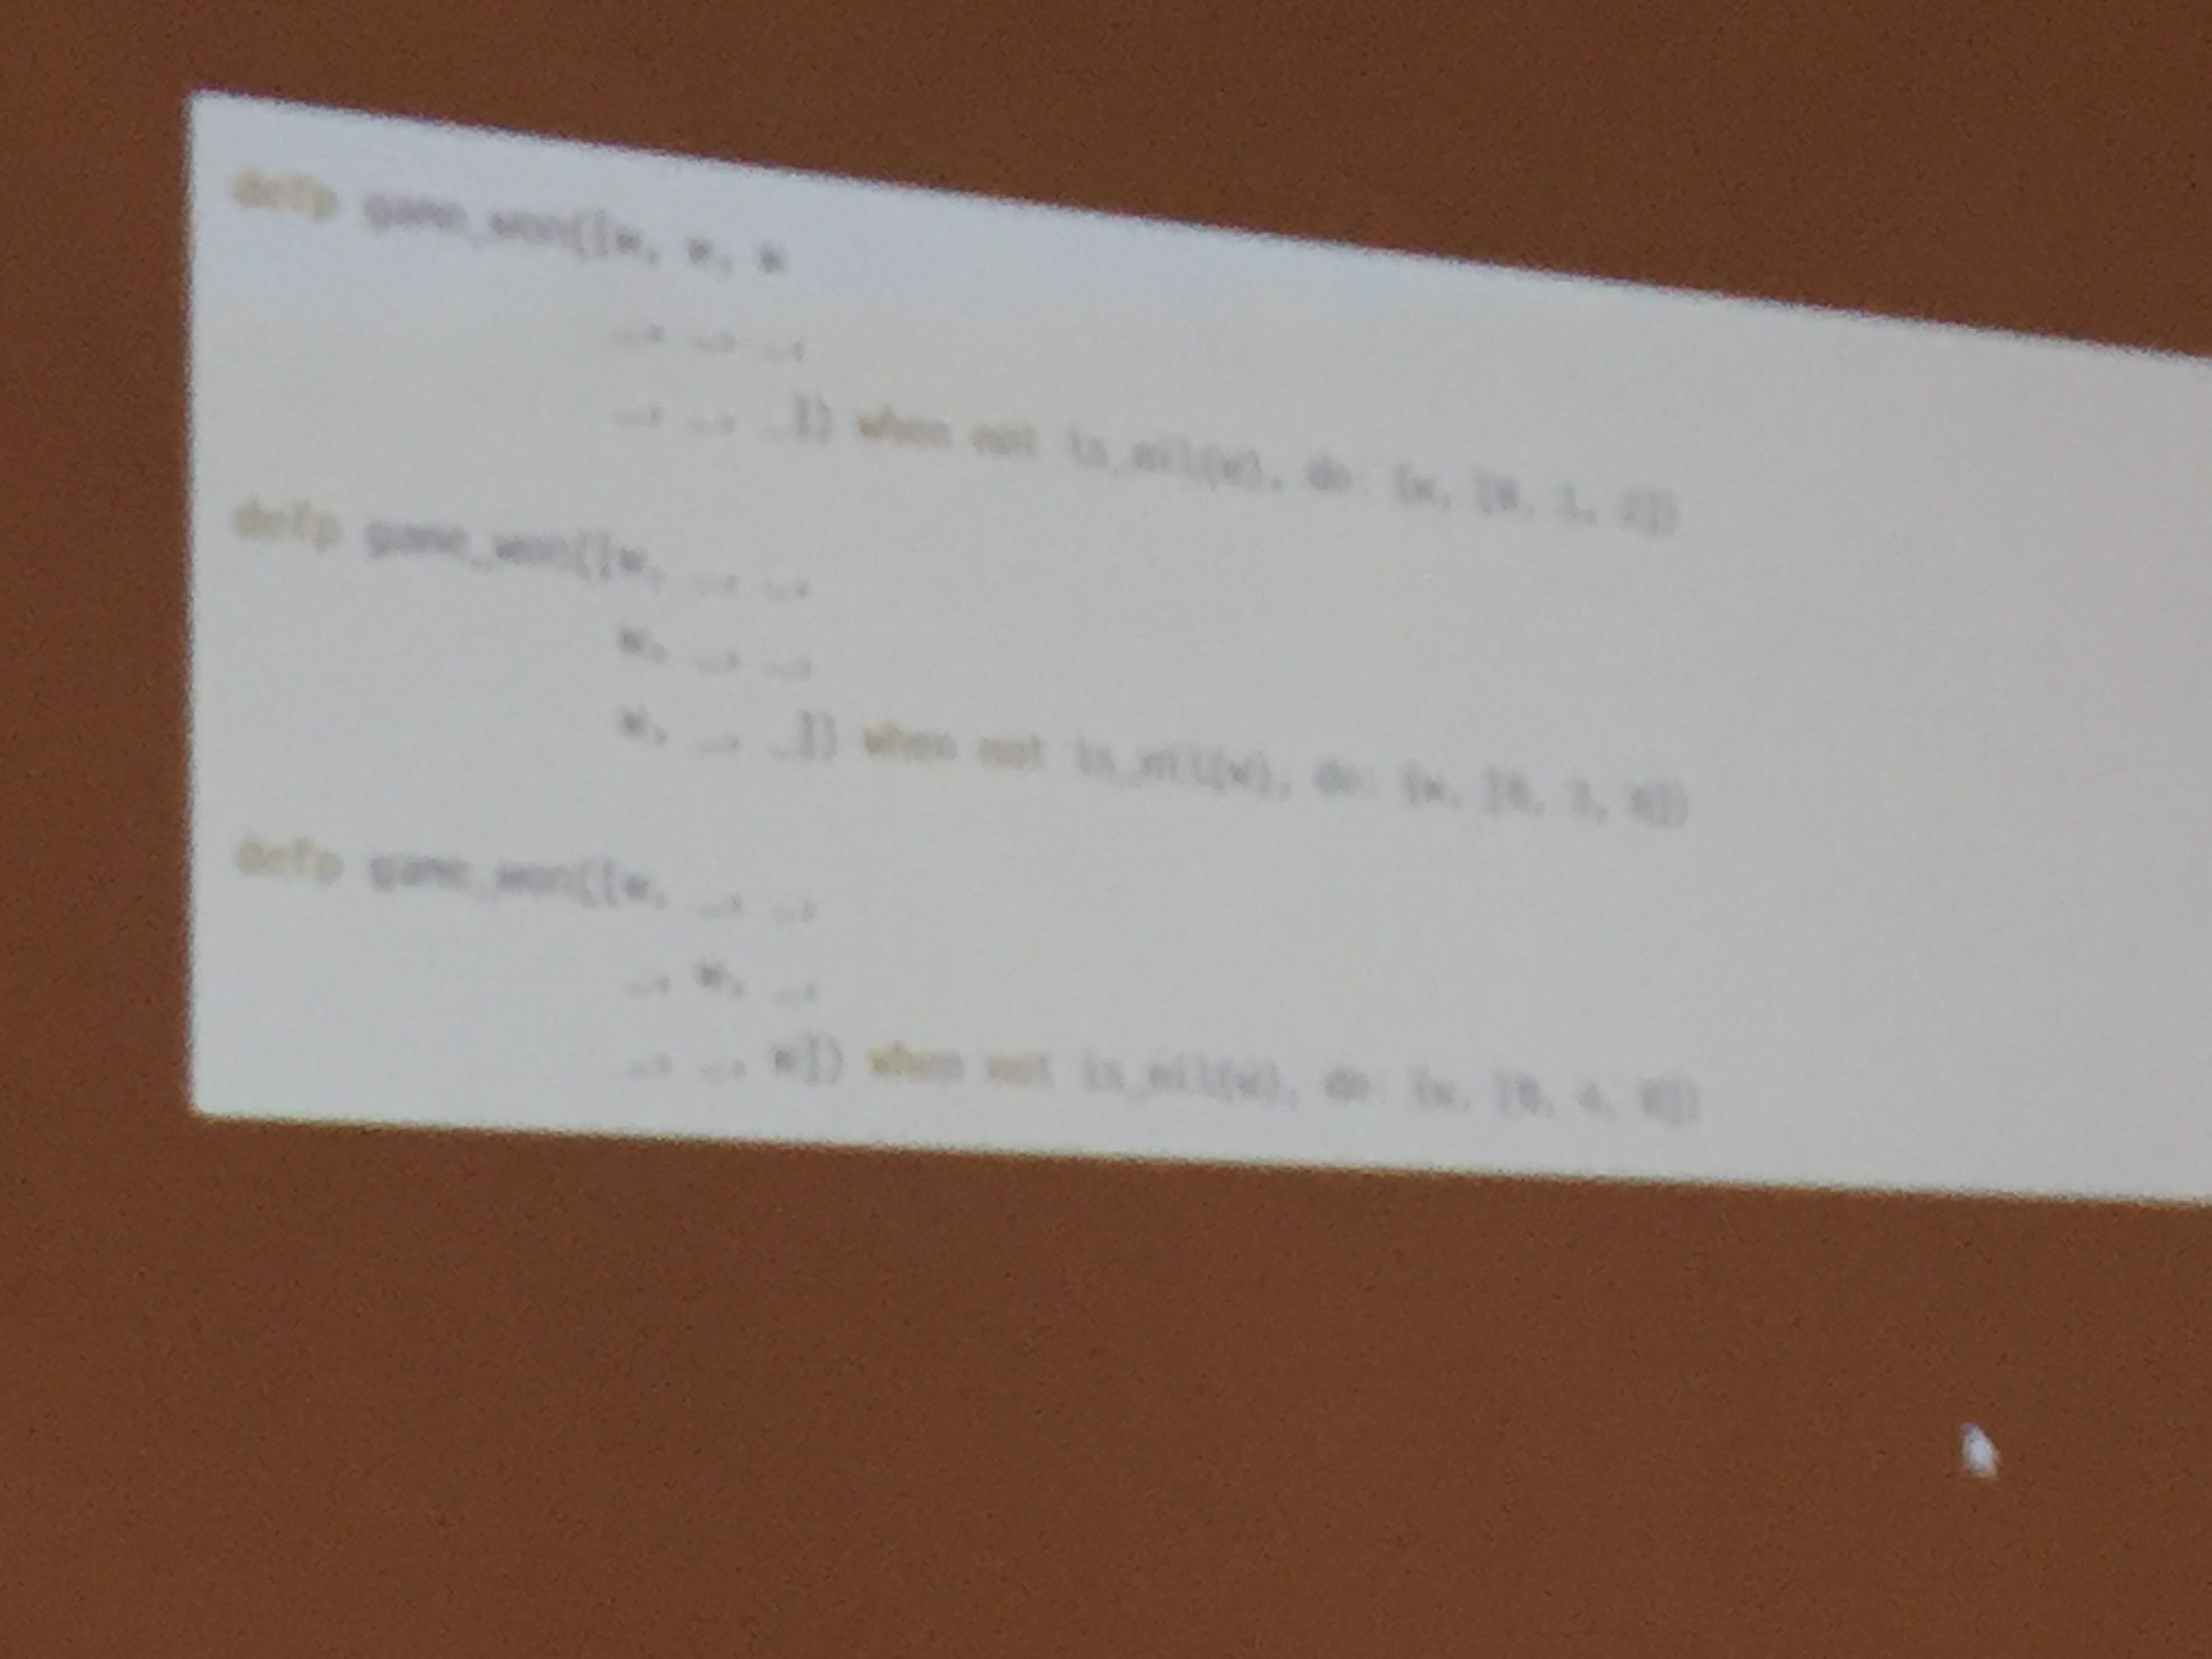 defp game_won([w, w, w
_, _, _,
_, _, _]) when not is_nil(w), do: {w, [0, 1, 2]}
defp game_won([w, _, _,
w, _, _,
w, _, _]) when not is_nil(w), do: {w, [0, 3, 6]}
defp game_won([w, _, _,
_, w, _,
_, _, w]) when not is_nil(w), do: {w, [0, 4, 8]}